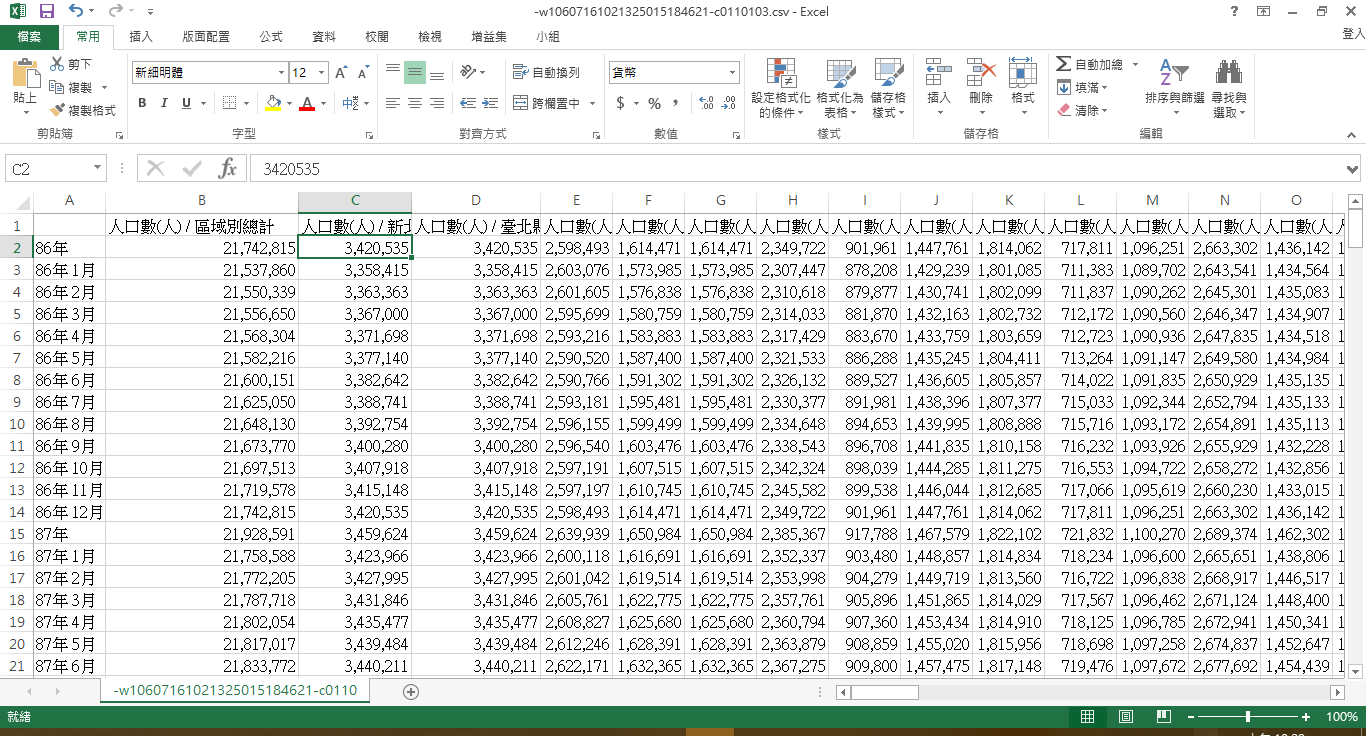 -w10607161021325015184621-c0110103.csv - Excel
登入
檔案 常用 插入 版面配置 公式 資料 校閱 檢視 增益集 小組
貼上 剪下 複製 複製格式 剪貼簿
新細明體 12 B I U 字型
自動換列 跨欄置中 對齊方式
貨幣 $ % 數值
設定格式化的條件 格式化為表格 儲存格樣式 樣式
插入 刪除 格式 儲存格
自動加總 填滿 清除 排序與篩選 尋找與選取 編輯
C2 fx 3420535
A B C D E F G H I J K L M N O
1 人口數(人) / 區域別總計 人口數(人) / 新北 人口數(人) / 臺北縣 人口數(人 人口數(人 人口數(人 人口數(人 人口數(人 人口數(人 人口數(人 人口數(人 人口數(人 人口數(人 人口數(人
2 86年 21,742,815 3,420,535 3,420,535 2,598,493 1,614,471 1,614,471 2,349,722 901,961 1,447,761 1,814,062 717,811 1,096,251 2,663,302 1,436,142 1
3 86年 1月 21,537,860 3,358,415 3,358,415 2,603,076 1,573,985 1,573,985 2,307,447 878,208 1,429,239 1,801,085 711,383 1,089,702 2,643,541 1,434,564 1
4 86年 2月 21,550,339 3,363,363 3,363,363 2,601,605 1,576,838 1,576,838 2,310,618 879,877 1,430,741 1,802,099 711,837 1,090,262 2,645,301 1,435,083 1
5 86年 3月 21,556,650 3,367,000 3,367,000 2,595,699 1,580,759 1,580,759 2,314,033 881,870 1,432,163 1,802,732 712,172 1,090,560 2,646,347 1,434,907 1
6 86年 4月 21,568,304 3,371,698 3,371,698 2,593,216 1,583,883 1,583,883 2,317,429 883,670 1,433,759 1,803,659 712,723 1,090,936 2,647,835 1,434,518 1
7 86年 5月 21,582,216 3,377,140 3,377,140 2,590,520 1,587,400 1,587,400 2,321,533 886,288 1,435,245 1,804,411 713,264 1,091,147 2,649,580 1,434,984 1
8 86年 6月 21,600,151 3,382,642 3,382,642 2,590,766 1,591,302 1,591,302 2,326,132 889,527 1,436,605 1,805,857 714,022 1,091,835 2,650,929 1,435,135 1
9 86年 7月 21,625,050 3,388,741 3,388,741 2,593,181 1,595,481 1,595,481 2,330,377 891,981 1,438,396 1,807,377 715,033 1,092,344 2,652,794 1,435,133 1
10 86年 8月 21,648,130 3,392,754 3,392,754 2,596,155 1,599,499 1,599,499 2,334,648 894,653 1,439,995 1,808,888 715,716 1,093,172 2,654,891 1,435,113 1
11 86年 9月 21,673,770 3,400,280 3,400,280 2,596,540 1,603,476 1,603,476 2,338,543 896,708 1,441,835 1,810,158 716,232 1,093,926 2,655,929 1,432,228 1
12 86年 10月 21,697,513 3,407,918 3,407,918 2,597,191 1,607,515 1,607,515 2,342,324 898,039 1,444,285 1,811,275 716,553 1,094,722 2,658,272 1,432,856 1
13 86年 11月 21,719,578 3,415,148 3,415,148 2,597,197 1,610,745 1,610,745 2,345,582 899,538 1,446,044 1,812,685 717,066 1,095,619 2,660,230 1,433,015 1
14 86年 12月 21,742,815 3,420,535 3,420,535 2,598,493 1,614,471 1,614,471 2,349,722 901,961 1,447,761 1,814,062 717,811 1,096,251 2,663,302 1,436,142 1
15 87年 21,928,591 3,459,624 3,459,624 2,639,939 1,650,984 1,650,984 2,385,367 917,788 1,467,579 1,822,102 721,832 1,100,270 2,689,374 1,462,302 1
16 87年 1月 21,758,588 3,423,966 3,423,966 2,600,118 1,616,691 1,616,691 2,352,337 903,480 1,448,857 1,814,834 718,234 1,096,600 2,665,651 1,438,806 1
17 87年 2月 21,772,205 3,427,995 3,427,995 2,601,042 1,619,514 1,619,514 2,353,998 904,279 1,449,719 1,813,560 716,722 1,096,838 2,668,917 1,446,517 1
18 87年 3月 21,787,718 3,431,846 3,431,846 2,605,761 1,622,775 1,622,775 2,357,761 905,896 1,451,865 1,814,029 717,567 1,096,462 2,671,124 1,448,400 1
19 87年 4月 21,802,054 3,435,477 3,435,477 2,608,827 1,625,680 1,625,680 2,360,794 907,360 1,453,434 1,814,910 718,125 1,096,785 2,672,941 1,450,341 1
20 87年 5月 21,817,017 3,439,484 3,439,484 2,612,246 1,628,391 1,628,391 2,363,879 908,859 1,455,020 1,815,956 718,698 1,097,258 2,674,837 1,452,647 1
21 87年 6月 21,833,772 3,440,211 3,440,211 2,622,171 1,632,365 1,632,365 2,367,275 909,800 1,457,475 1,817,148 719,476 1,097,672 2,677,692 1,454,439 1
-w10607161021325015184621-c0110
就緒 100%